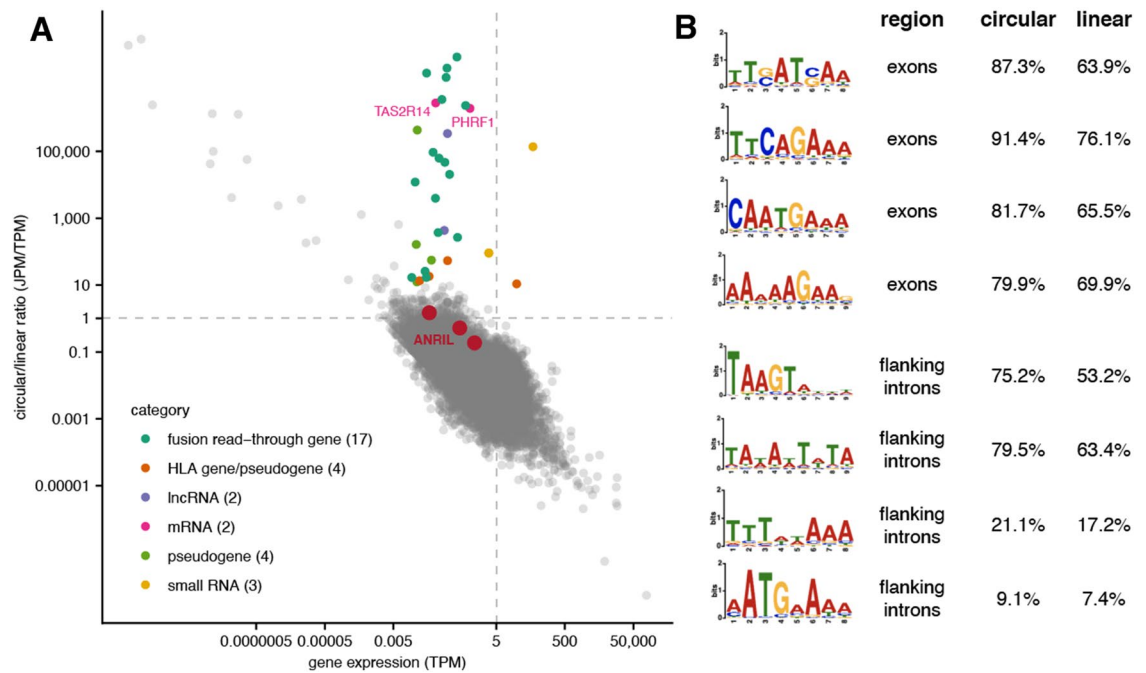 A
circular/linear ratio (JPM/TPM)
100,000
1,000
10
1
0.1
0.001
0.00001
TAS2R14
PHRF1
ANRIL
category
fusion read−through gene (17)
HLA gene/pseudogene (4)
lncRNA (2)
mRNA (2)
pseudogene (4)
small RNA (3)
0.0000005 0.00005 0.005 5 500 50,000
gene expression (TPM)
B
region circular linear
exons 87.3% 63.9%
exons 91.4% 76.1%
exons 81.7% 65.5%
exons 79.9% 69.9%
flanking
introns 75.2% 53.2%
flanking
introns 79.5% 63.4%
flanking
introns 21.1% 17.2%
flanking
introns 9.1% 7.4%